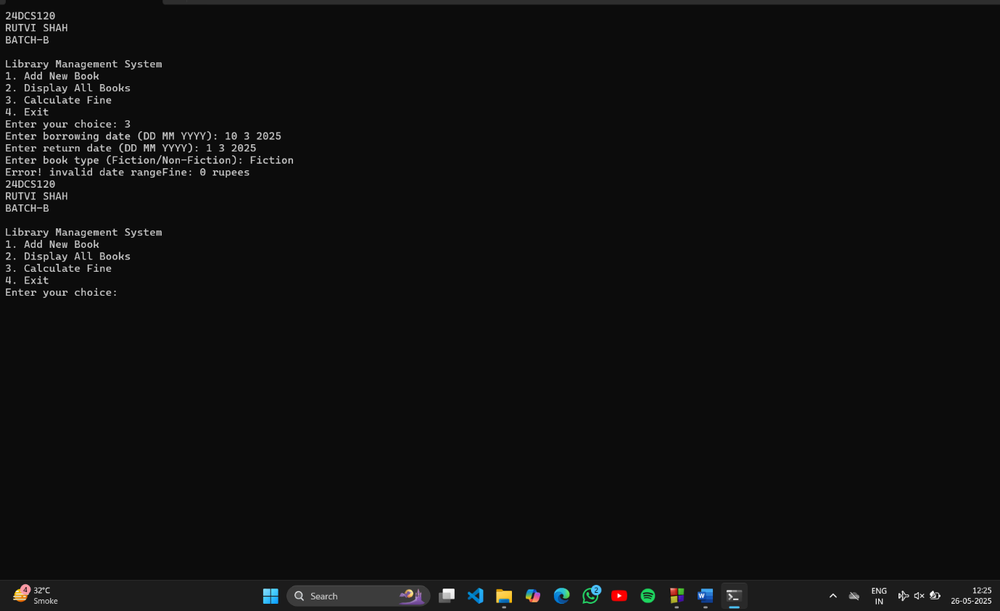 24DCS120
RUTVI SHAH
BATCH-B
Library Management System
1. Add New Book
2. Display All Books
3. Calculate Fine
4. Exit
Enter your choice: 3
Enter borrowing date (DD MM YYYY): 10 3 2025
Enter return date (DD MM YYYY): 1 3 2025
Enter book type (Fiction/Non-Fiction): Fiction
Error! invalid date rangeFine: 0 rupees
24DCS120
RUTVI SHAH
BATCH-B
Library Management System
1. Add New Book
2. Display All Books
3. Calculate Fine
4. Exit
Enter your choice:
4
32°C
Smoke
Search
2
W
ENG
IN
12:25
26-05-2025